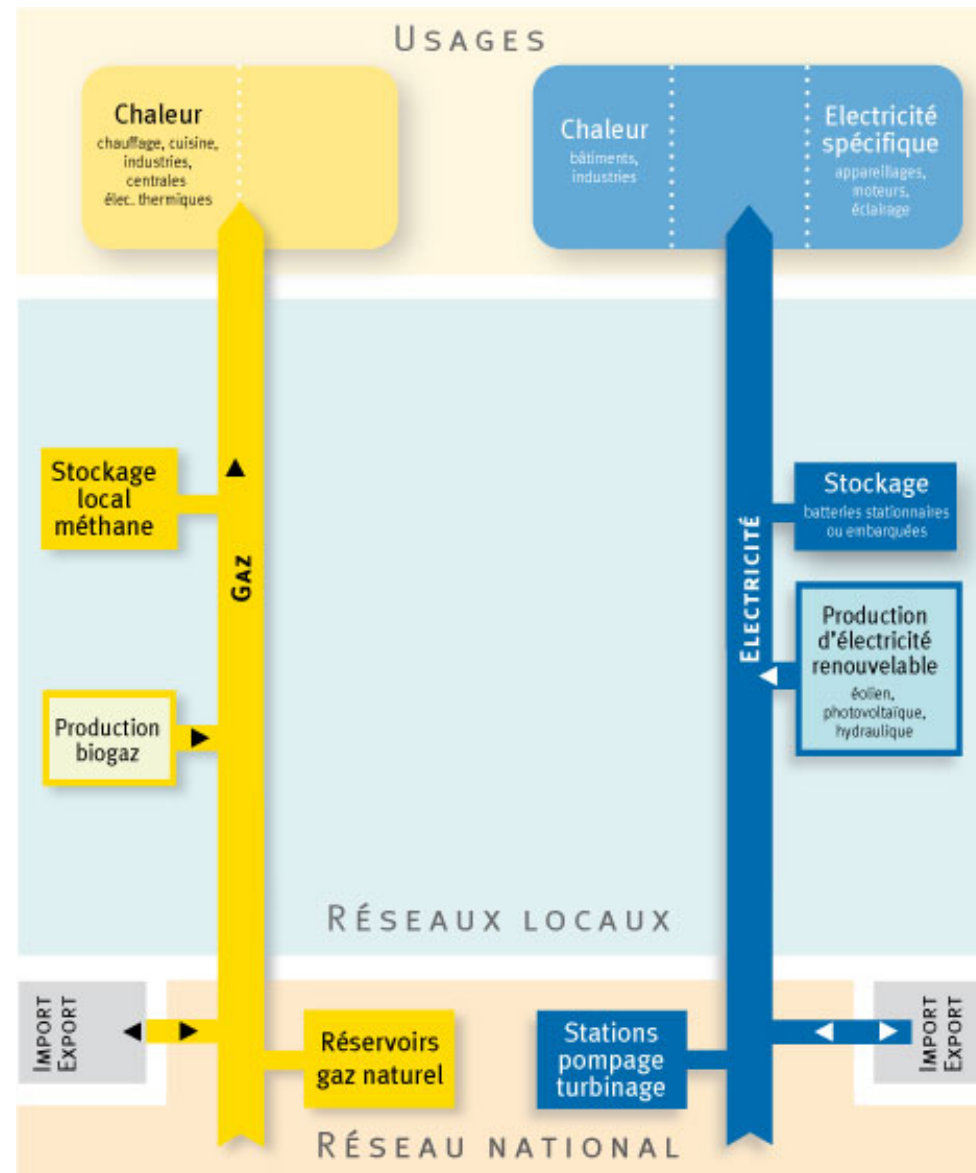 USAGES
Chaleur
chauffage, cuisine,
industries,
centrales
élec. thermiques
Chaleur
bâtiments,
industries
Electricité
spécifique
appareillages,
moteurs,
éclairage
Stockage
local
méthane
GAZ
Production
biogaz
ELECTRICITÉ
Stockage
batteries stationnaires
ou embarquées
Production
d'électricité
renouvelable
éolien,
photovoltaïque,
hydraulique
RÉSEAUX LOCAUX
IMPORT
EXPORT
Réservoirs
gaz naturel
Stations
pompage
turbinage
IMPORT
EXPORT
RÉSEAU NATIONAL